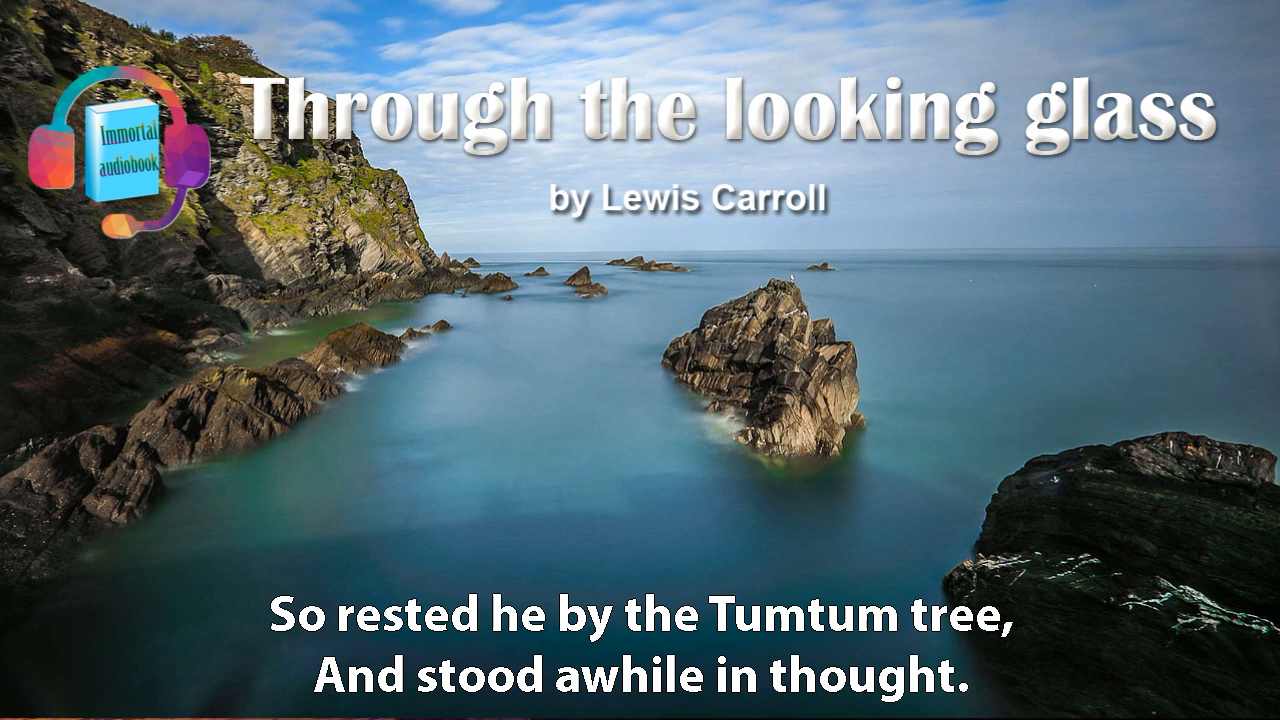 Immortal
audiobook
Through the looking glass
by Lewis Carroll
So rested he by the Tumtum tree,
And stood awhile in thought.